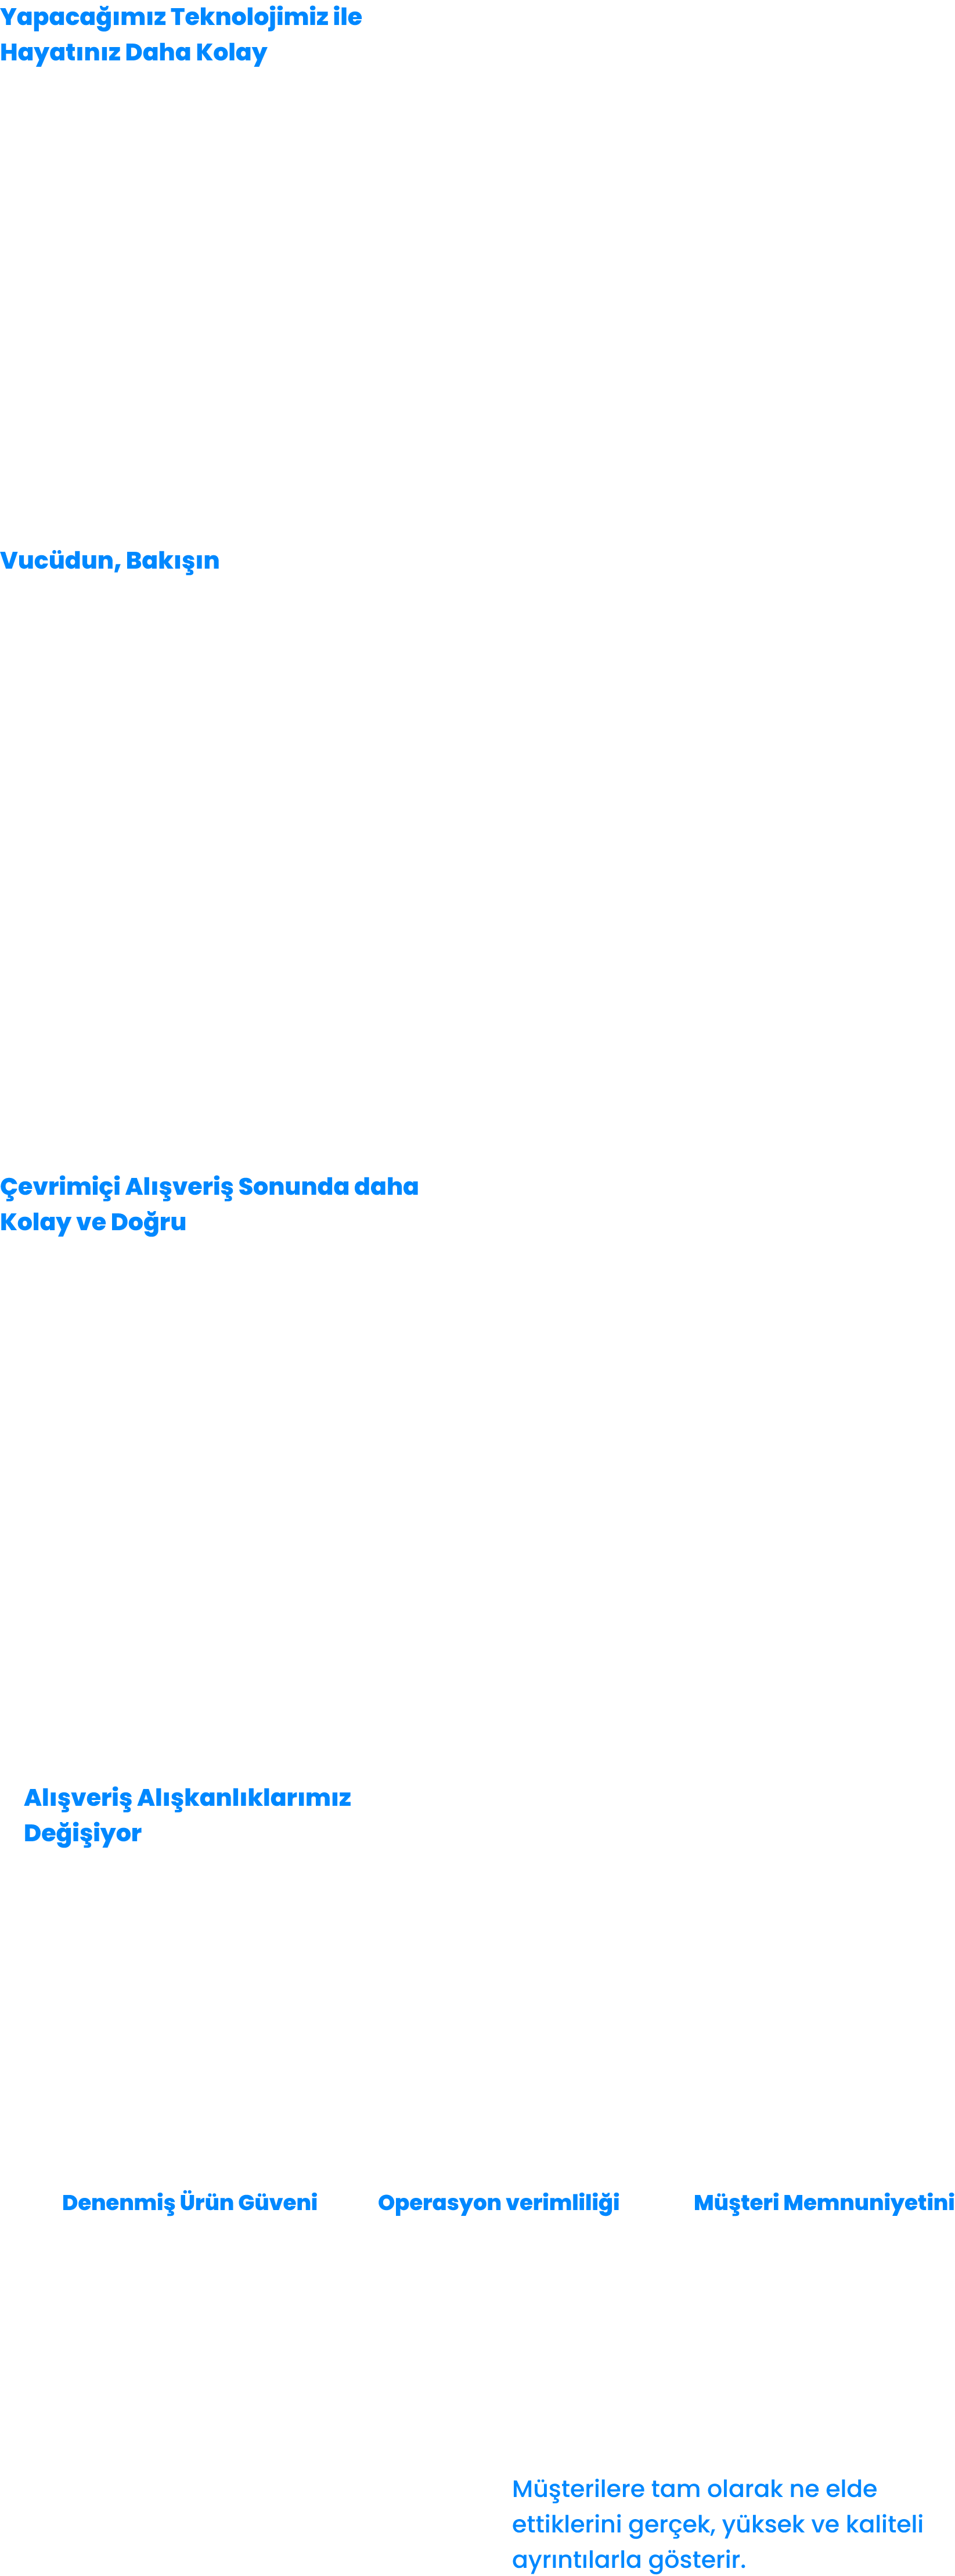 Yapacağımız Teknolojimiz ile
Hayatınız Daha Kolay
Vucüdun, Bakışın
Çevrimiçi Alışveriş Sonunda daha
Kolay ve Doğru
Alışveriş Alışkanlıklarımız
Değişiyor
Denenmiş Ürün Güveni
Operasyon verimliliği
Müşteri Memnuniyetini
Müşterilere tam olarak ne elde
ettiklerini gerçek, yüksek ve kaliteli
ayrıntılarla gösterir.